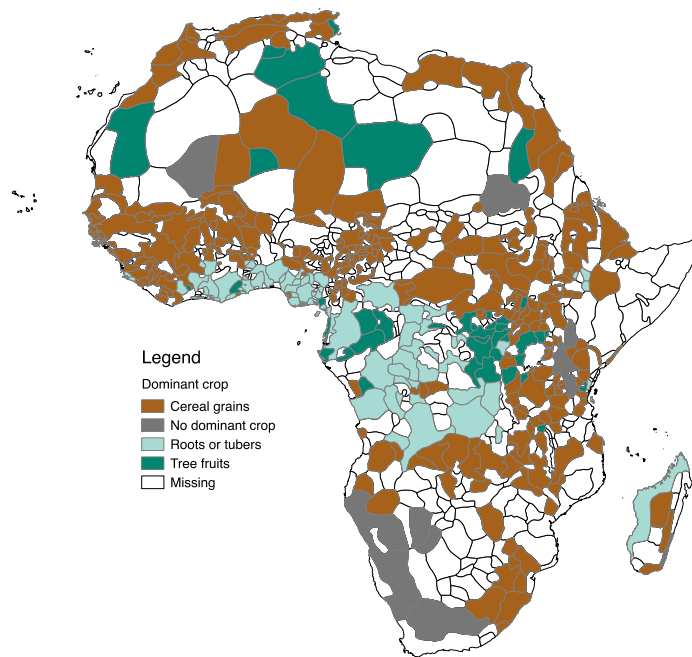 Legend
Dominant crop
Cereal grains
No dominant crop
Roots or tubers
Tree fruits
Missing